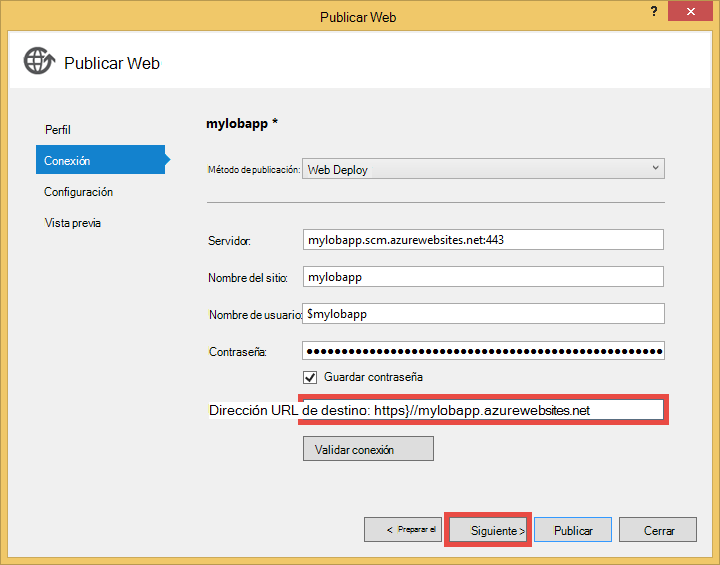 Publicar Web
?
Publicar Web
Perfil
Conexión
Configuración
Vista previa
mylobapp *
Método de publicación: Web Deploy
Servidor: mylobapp.scm.azurewebsites.net:443
Nombre del sitio: mylobapp
Nombre de usuario: $mylobapp
Contraseña: ••••••••••••••••••••••••••••••••••••••••••••••••••
Guardar contraseña
Dirección URL de destino: https}//mylobapp.azurewebsites.net
Validar conexión
< Preparar el
Siguiente >
Publicar
Cerrar